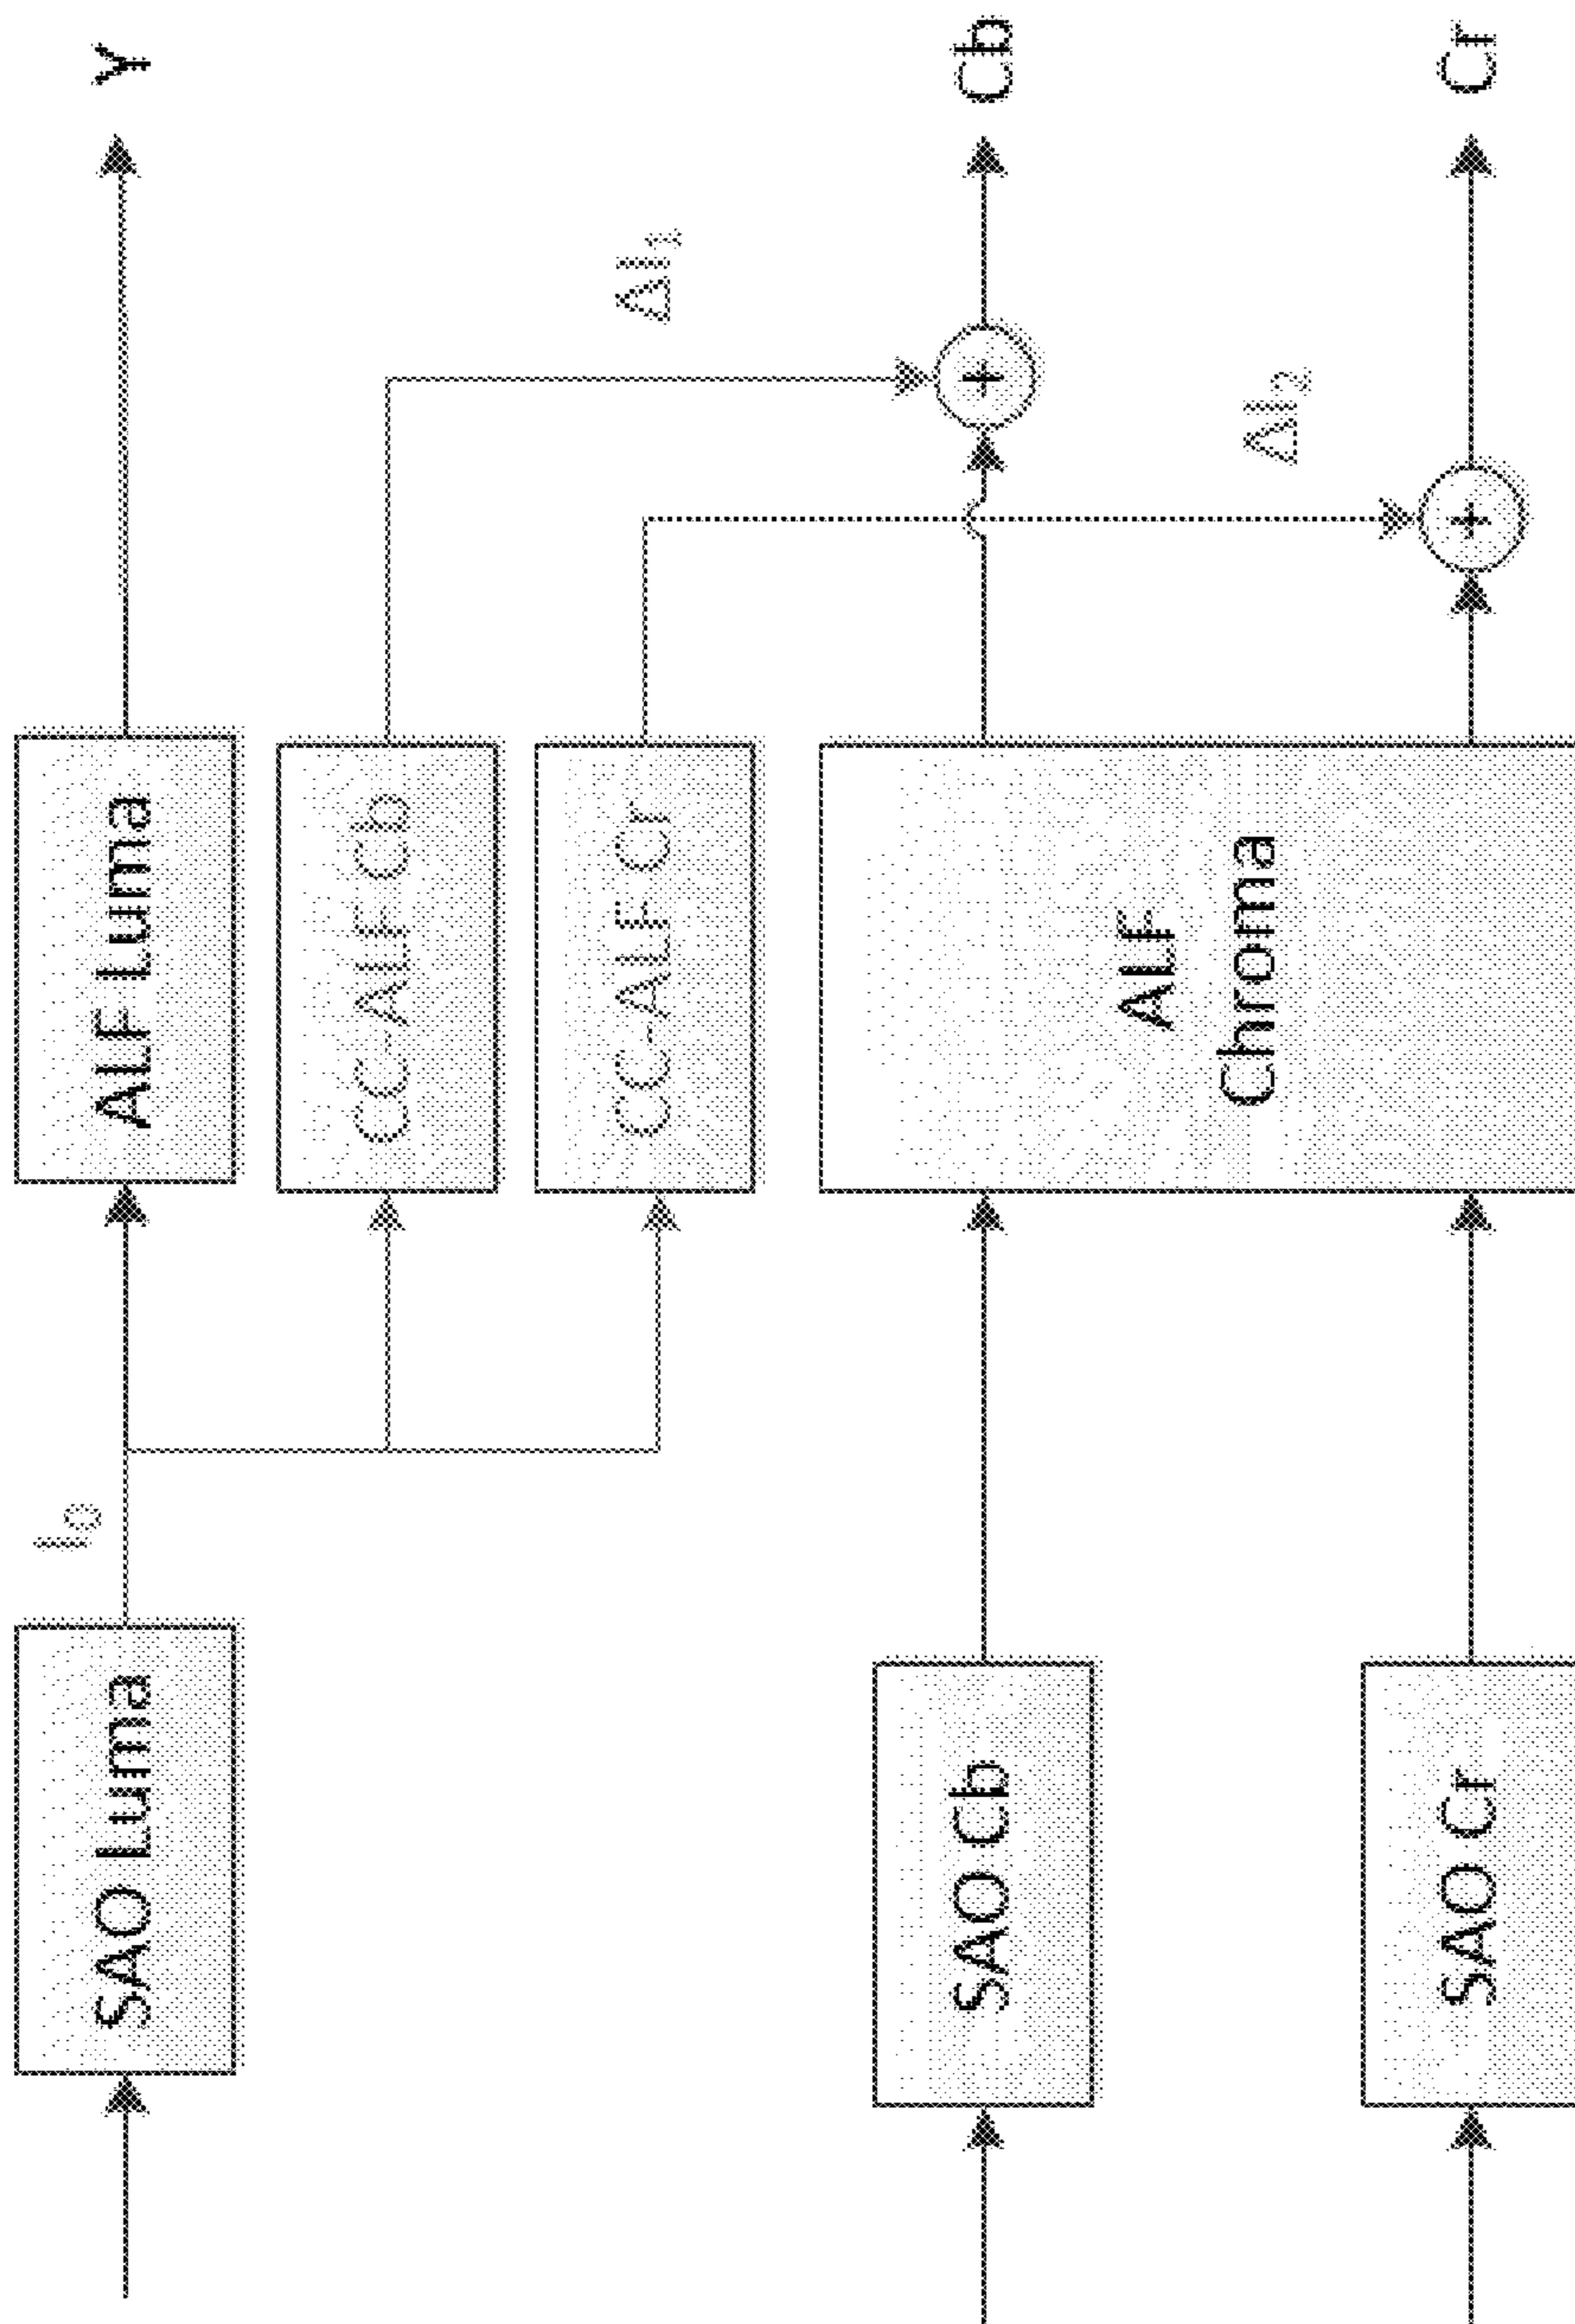 SAO Luma
I₀
ALF Luma
Y
CC-ALF Cb
ΔI₁
CC-ALF Cr
SAO Cb
ALF
Chroma
Cb
ΔI₂
SAO Cr
Cr
+
+